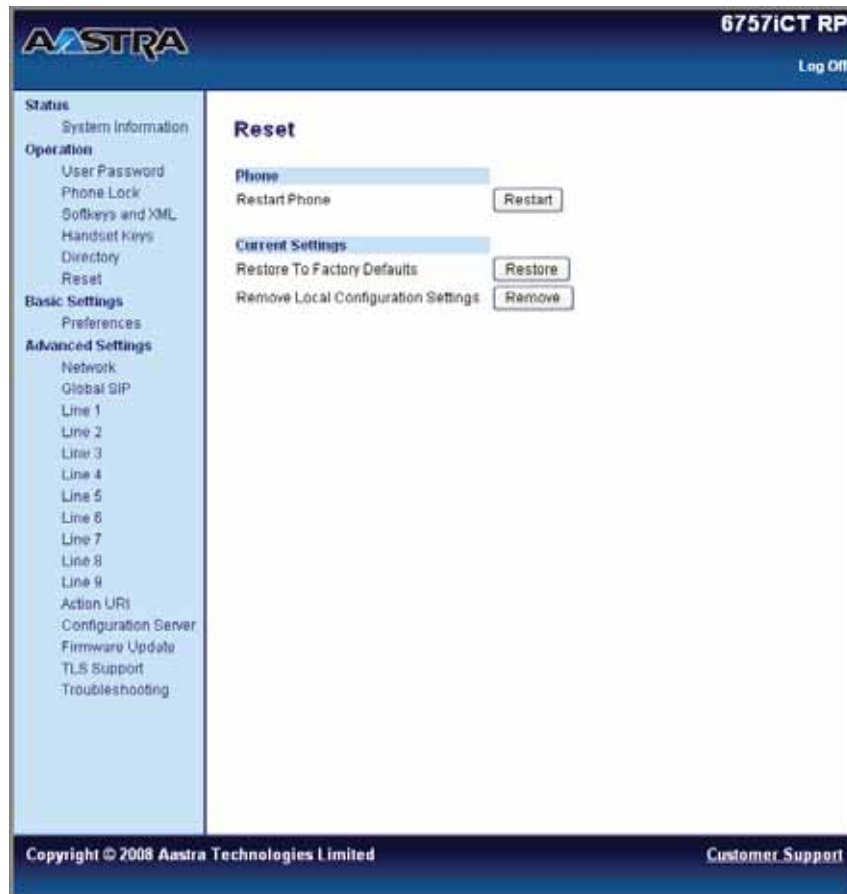 AASTRA
6757iCT RP
Log Off
Status
System Information
Operation
User Password
Phone Lock
Softkeys and XML
Handset Keys
Directory
Reset
Basic Settings
Preferences
Advanced Settings
Network
Global SIP
Line 1
Line 2
Line 3
Line 4
Line 5
Line 6
Line 7
Line 8
Line 9
Action URI
Configuration Server
Firmware Update
TLS Support
Troubleshooting
Reset
Phone
Restart Phone Restart
Current Settings
Restore To Factory Defaults Restore
Remove Local Configuration Settings Remove
Copyright © 2008 Aastra Technologies Limited
Customer Support